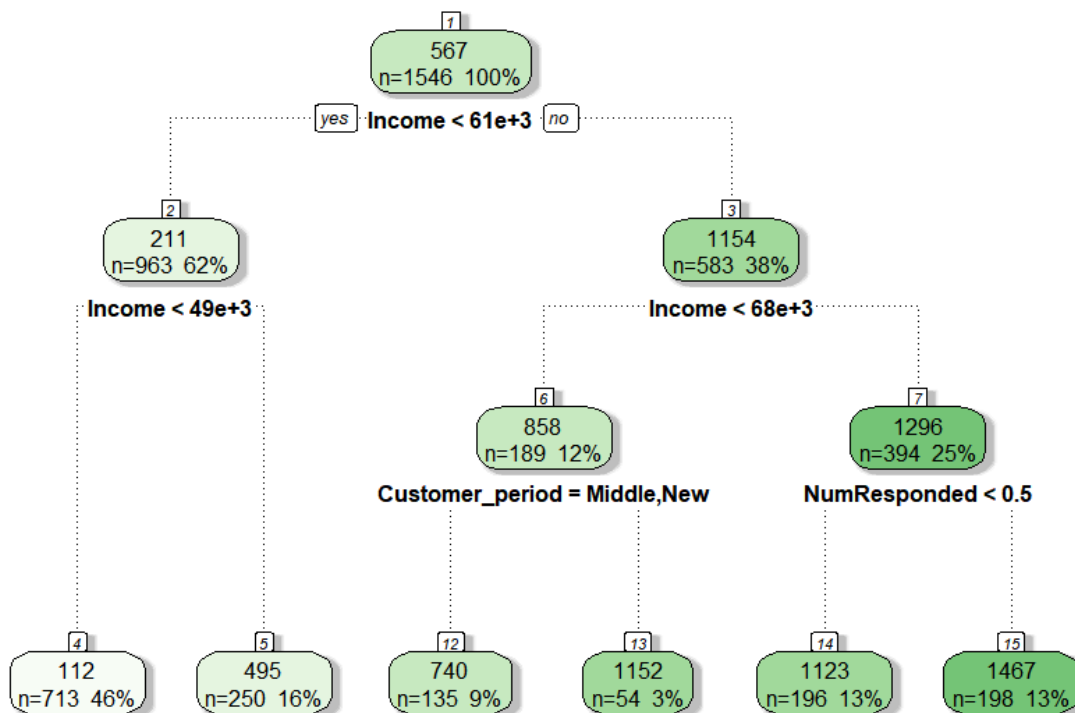 1
567
n=1546 100%
yes Income < 61e+3 no
2 3
211 1154
n=963 62% n=583 38%
Income < 49e+3 Income < 68e+3
6 7
858 1296
n=189 12% n=394 25%
Customer_period = Middle,New NumResponded < 0.5
4 5 12 13 14 15
112 495 740 1152 1123 1467
n=713 46% n=250 16% n=135 9% n=54 3% n=196 13% n=198 13%